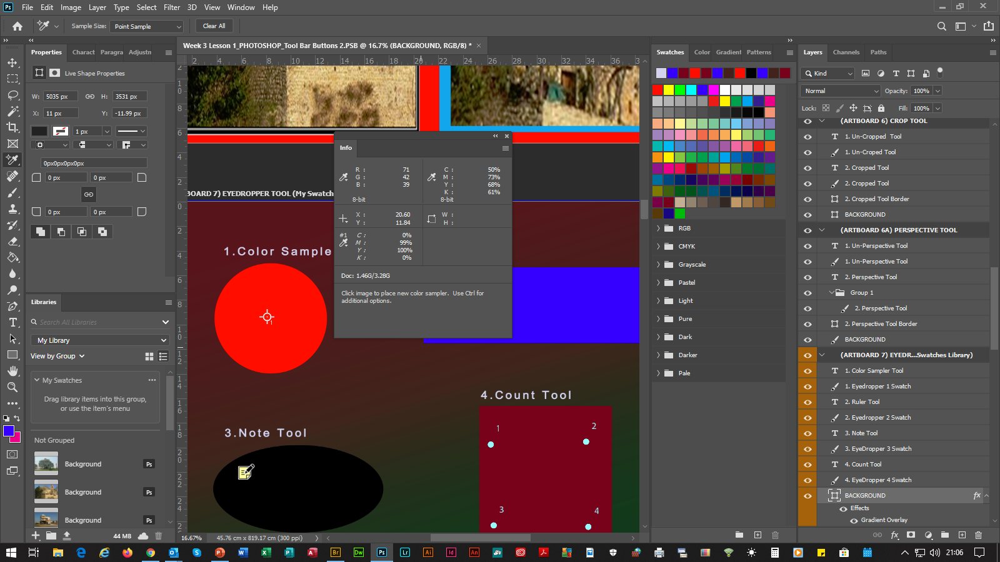 Ps File Edit Image Layer Type Select Filter 3D View Window Help
Sample Size: Point Sample Clear All
Week 3 Lesson 1_PHOTOSHOP_Tool Bar Buttons 2.PSB @ 16.7% (BACKGROUND, RGB/8) *
Properties Charact Paragra Adjustn
Live Shape Properties
W: 5035 px H: 3531 px
X: 11 px Y: -11.99 px
1 px
0px0px0px0px
0 px 0 px
0 px 0 px
Libraries
Search All Libraries
My Library
View by Group
My Swatches
Drag library items into this group,
or use the item's menu
Not Grouped
Background Ps
Background Ps
Background Ps
44 MB
2 4 6 8 10 12 14 16 18 20 22 24 26 28 30 32 34 36 3
BOARD 7) EYEDROPPER TOOL (My Swatch
1.Color Sample
3.Note Tool
4.Count Tool
1
2
3
4
Info
R : 71 C : 50%
G : 42 M : 73%
B : 39 Y : 68%
K : 61%
8-bit 8-bit
X : 20.60 W :
Y : 11.84 H :
#1 C : 0%
M : 99%
Y : 100%
K : 0%
Doc: 1.46G/3.28G
Click image to place new color sampler. Use Ctrl for
additional options.
16.67% 45.76 cm x 819.17 cm (300 ppi)
Swatches Color Gradient Patterns
RGB
CMYK
Grayscale
Pastel
Light
Pure
Dark
Darker
Pale
Layers Channels Paths
Kind
Normal Opacity: 100%
Lock: Fill: 100%
(ARTBOARD 6) CROP TOOL
1. Un-Cropped Tool
1. Un-Croped Tool
2. Cropped Tool
2. Cropped Tool
2. Cropped Tool Border
BACKGROUND
(ARTBOARD 6A) PERSPECTIVE TOOL
1. Un-Perspective Tool
1. Un-Perspective Tool
2. Perspective Tool
Group 1
2. Perspective Tool
2. Perspective Tool Border
BACKGROUND
(ARTBOARD 7) EYEDR...Swatches Library)
1. Color Sampler Tool
1. Eyedropper 1 Swatch
2. Ruler Tool
2. Eyedropper 2 Swatch
3. Note Tool
3. EyeDropper 3 Swatch
4. Count Tool
4. EyeDropper 4 Swatch
BACKGROUND fx
Effects
Gradient Overlay
Br Dw Ps Lr Ai Id An
21:06